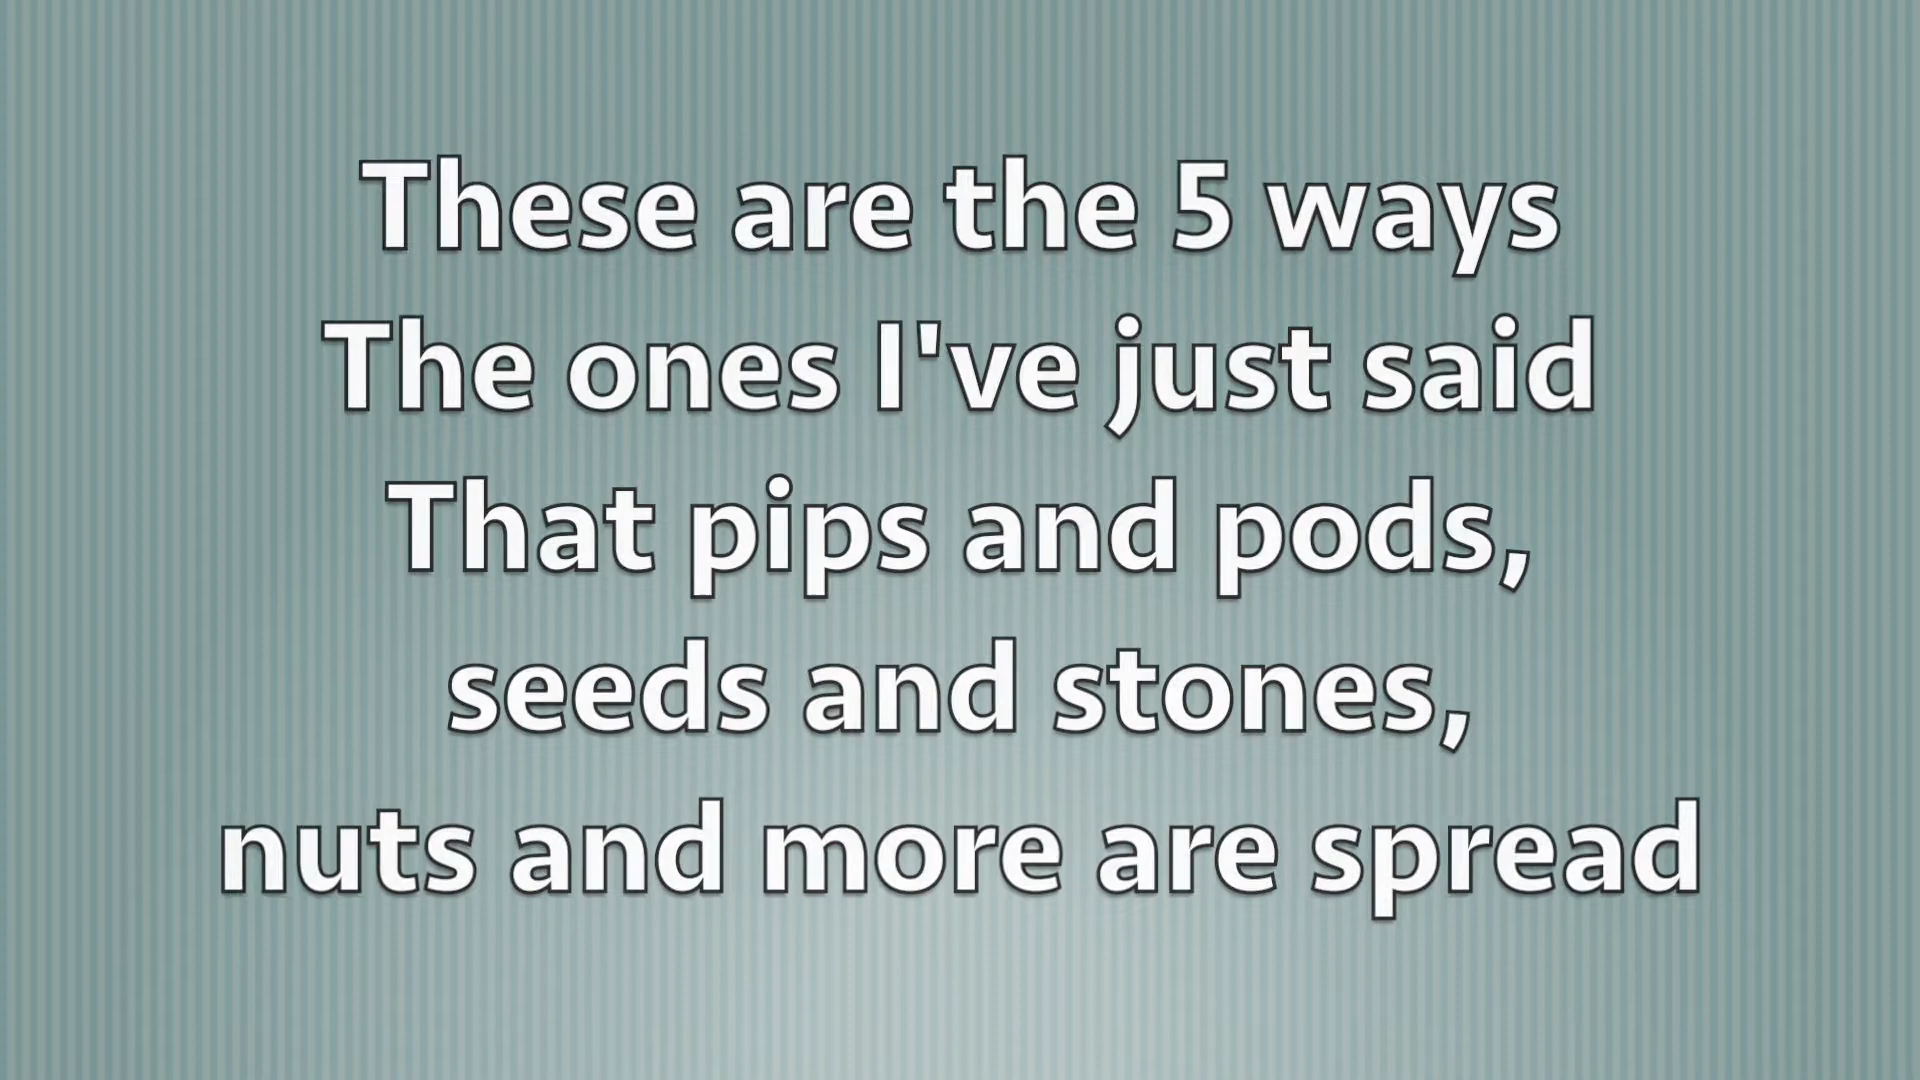 These are the 5 ways
The ones I've just said
That pips and pods,
seeds and stones,
nuts and more are spread